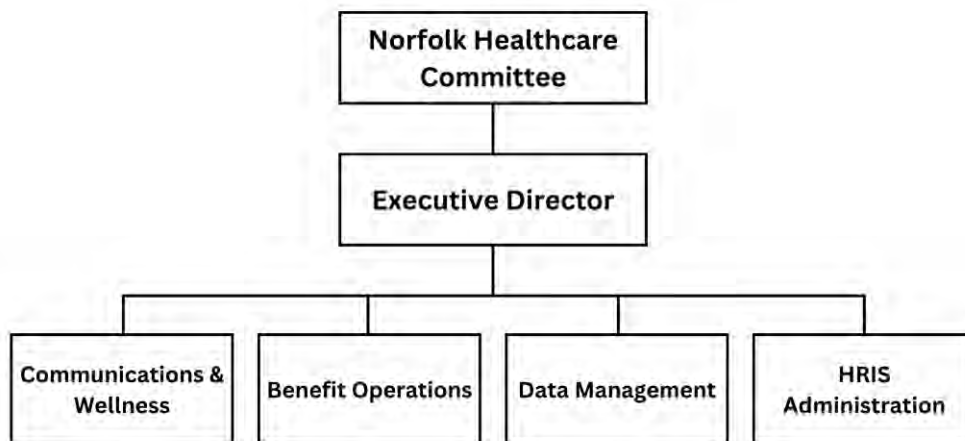 Norfolk Healthcare
Committee
Executive Director
Communications &
Wellness
Benefit Operations
Data Management
HRIS
Administration